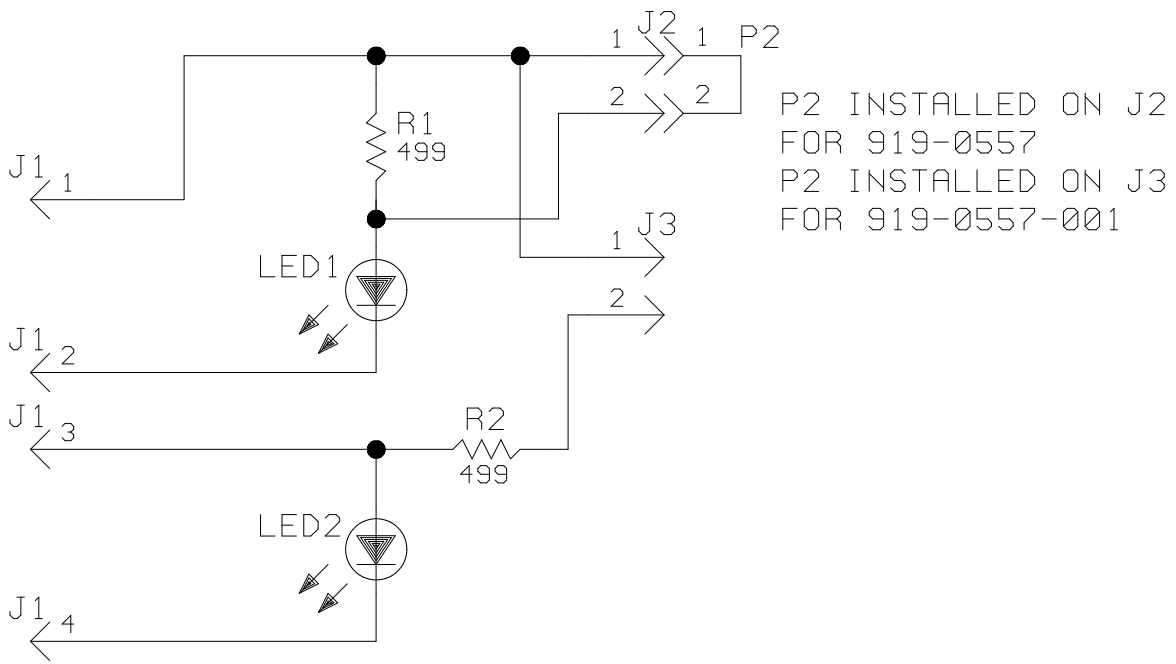 J2
1
1
P2
2
2
P2 INSTALLED ON J2
FOR 919-0557
P2 INSTALLED ON J3
FOR 919-0557-001
R1
499
J1
1
J3
1
LED1
2
J1
2
J1
3
R2
499
LED2
J1
4